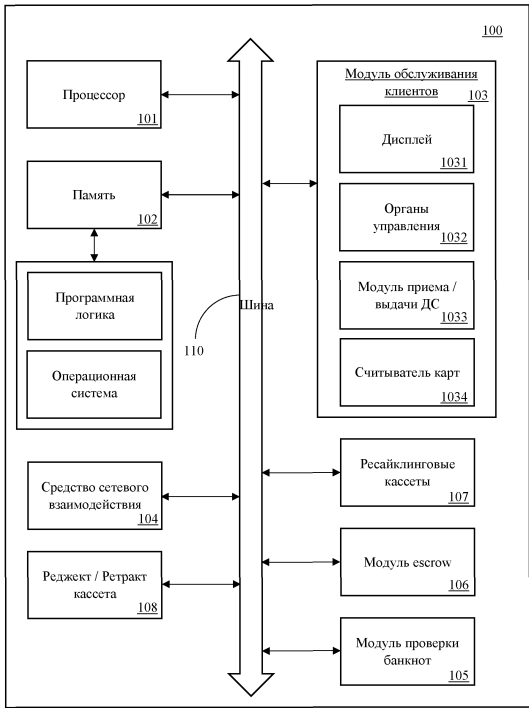 100
Процессор
101
Память
102
Программная
логика
Операционная
система
Средство сетевого
взаимодействия
104
Реджект / Ретракт
кассета
108
Шина
110
Модуль обслуживания
клиентов
103
Дисплей
1031
Органы
управления
1032
Модуль приема /
выдачи ДС
1033
Считыватель карт
1034
Ресайклинговые
кассеты
107
Модуль escrow
106
Модуль проверки
банкнот
105